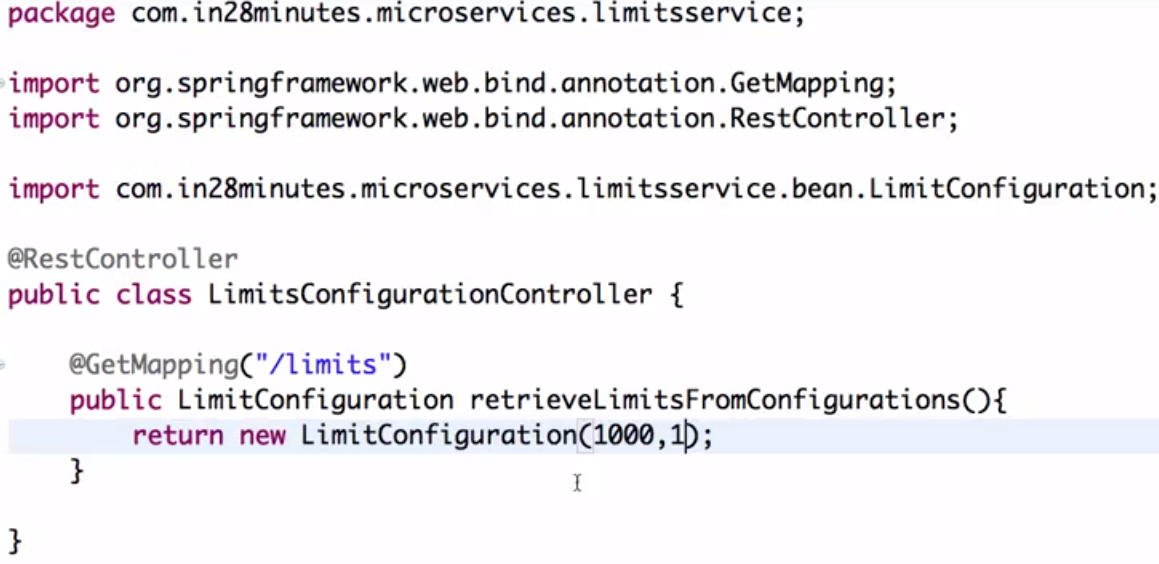 package com.in28minutes.microservices.limitsservice;
import org.springframework.web.bind.annotation.GetMapping;
import org.springframework.web.bind.annotation.RestController;
import com.in28minutes.microservices.limitsservice.bean.LimitConfiguration;
@RestController
public class LimitsConfigurationController {
@GetMapping("/limits")
public LimitConfiguration retrieveLimitsFromConfigurations(){
return new LimitConfiguration(1000,1);
}
}